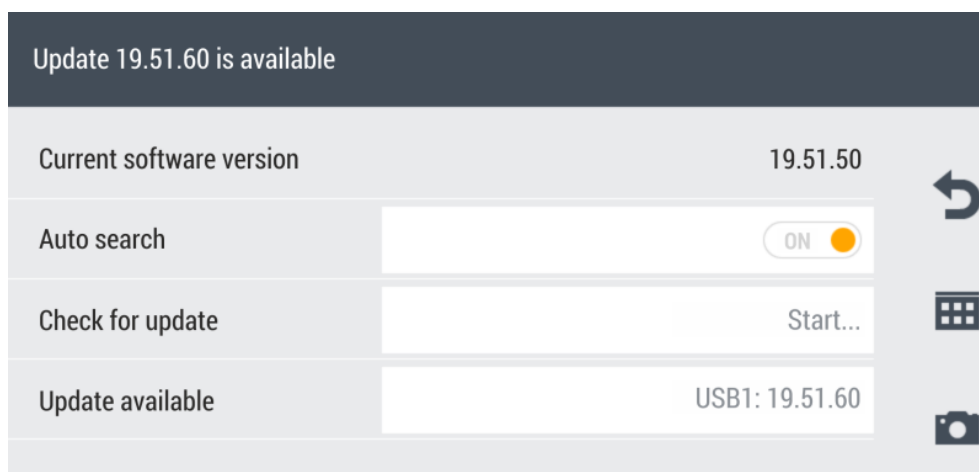 Update 19.51.60 is available
Current software version 19.51.50
Auto search ON
Check for update Start...
Update available USB1: 19.51.60